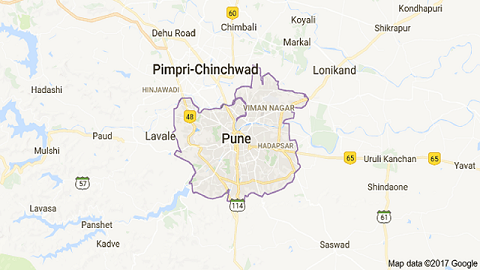 Kondhapuri
60
Koyali
Chimbali
Shikrapur
Dehu Road
Markal
Pimpri-Chinchwad
Lonikand
HINJAWADI
Hadashi
VIMAN NAGAR
48
Paud
Lavale
Pune
HADAPSAR
Mulshi
65
Uruli Kanchan
65
Yavat
57
Shindaone
Lavasa
114
61
Panshet
Kadve
Saswad
Map data ©2017 Google